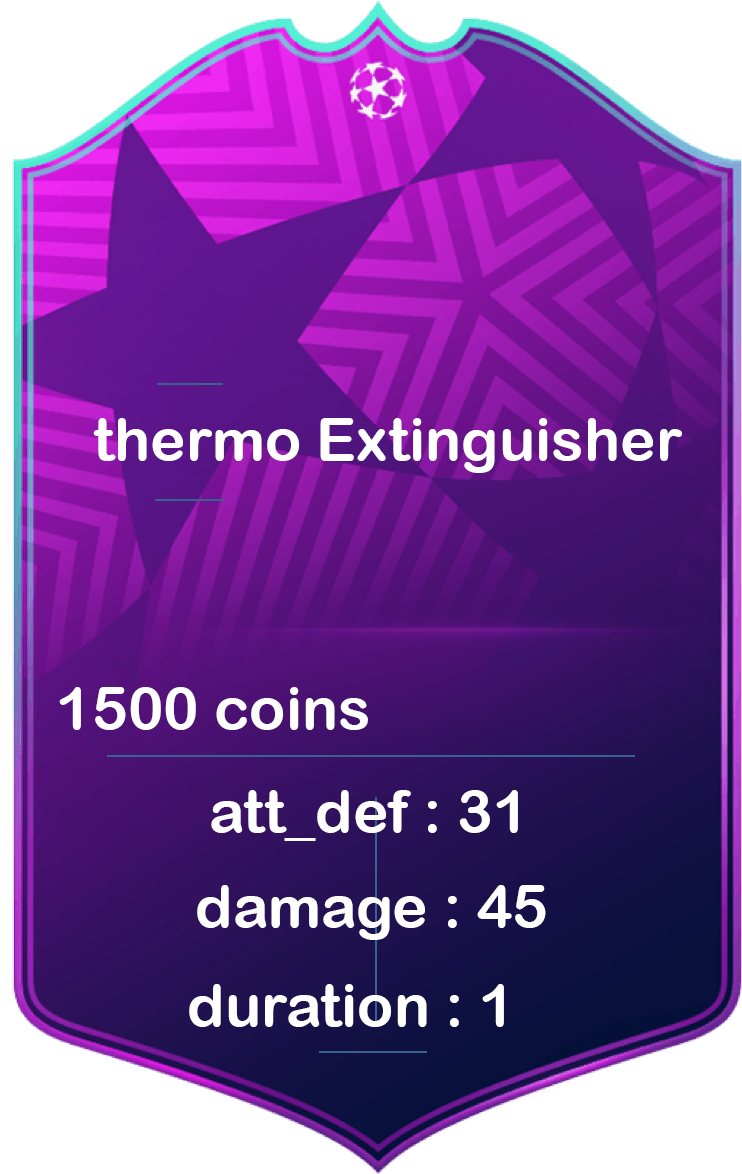 thermo Extinguisher
1500 coins
att_def : 31
damage : 45
duration : 1